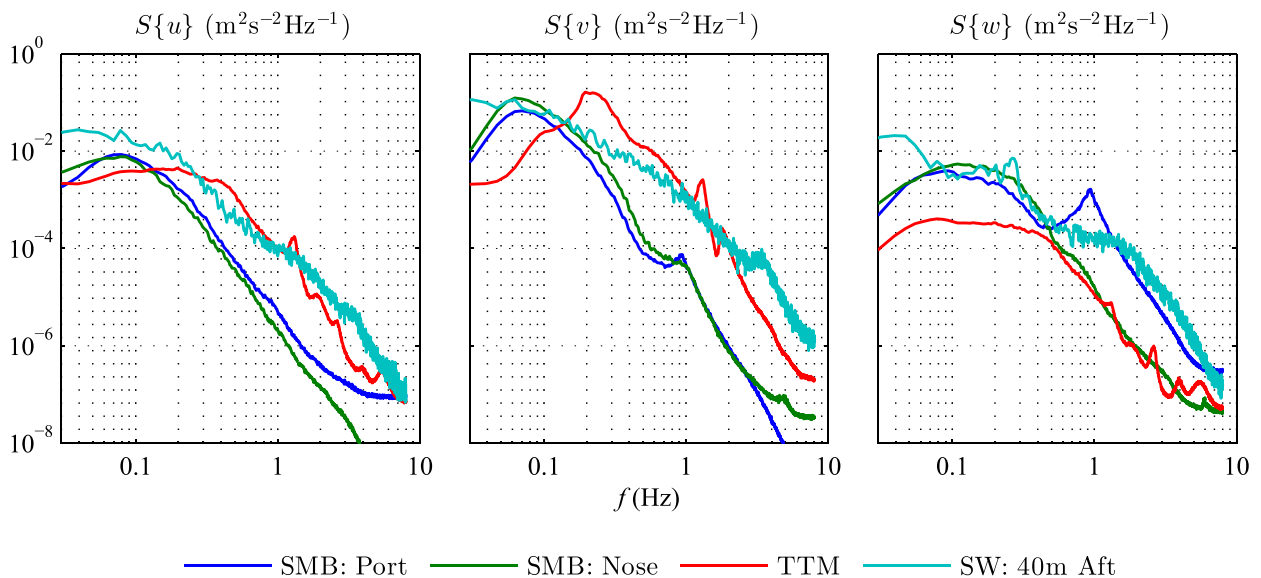 S{u} (m²s⁻²Hz⁻¹) S{v} (m²s⁻²Hz⁻¹) S{w} (m²s⁻²Hz⁻¹)
10⁰
10⁻²
10⁻⁴
10⁻⁶
10⁻⁸
0.1 1 10 0.1 1 10 0.1 1 10
f(Hz)
SMB: Port SMB: Nose TTM SW: 40m Aft